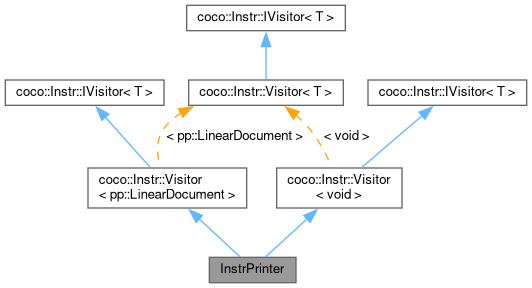 coco::Instr::IVisitor< T >
coco::Instr::IVisitor< T >
coco::Instr::Visitor< T >
coco::Instr::IVisitor< T >
< pp::LinearDocument >
< void >
coco::Instr::Visitor
< pp::LinearDocument >
coco::Instr::Visitor
< void >
InstrPrinter